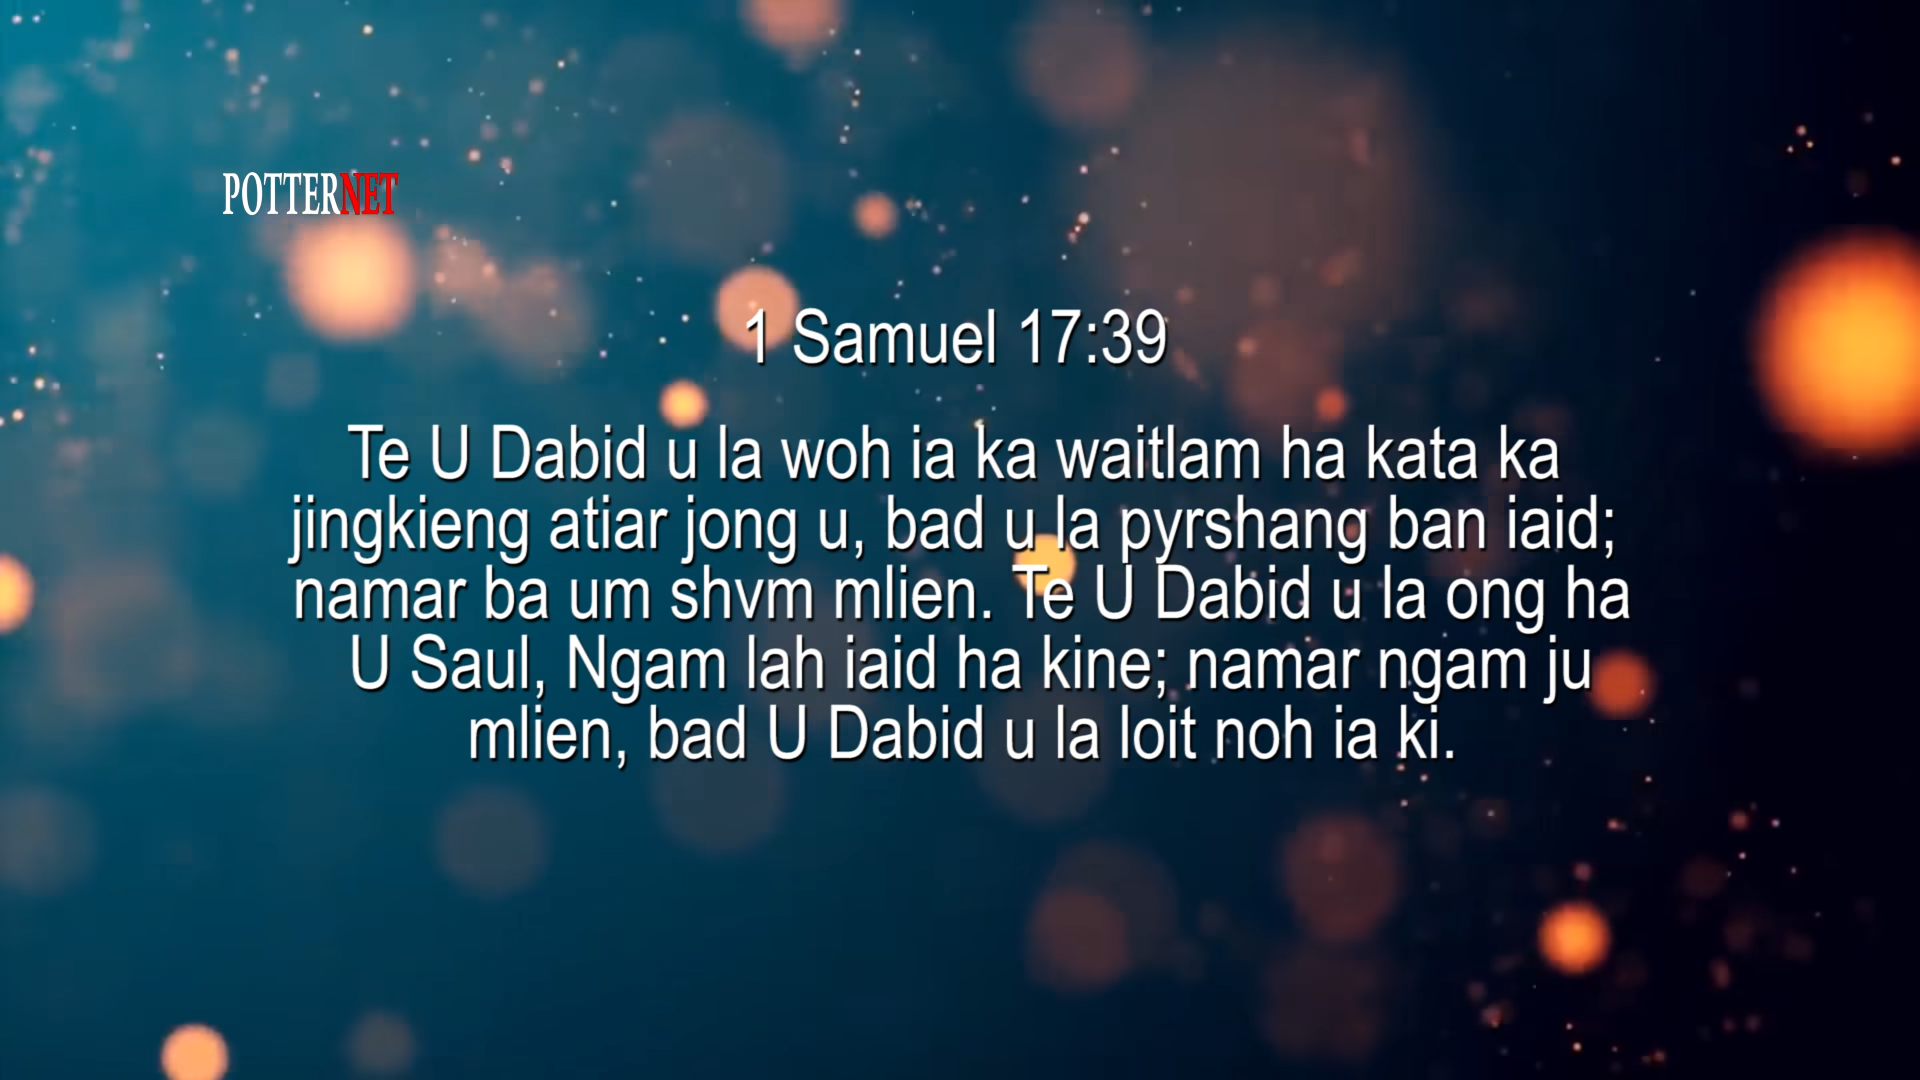 POTTERNET
1 Samuel 17:39
Te U Dabid u la woh ia ka waitlam ha kata ka
jingkieng atiar jong u, bad u la pyrshang ban iaid;
namar ba um shvm mlien. Te U Dabid u la ong ha
U Saul, Ngam lah iaid ha kine; namar ngam ju
mlien, bad U Dabid u la loit noh ia ki.